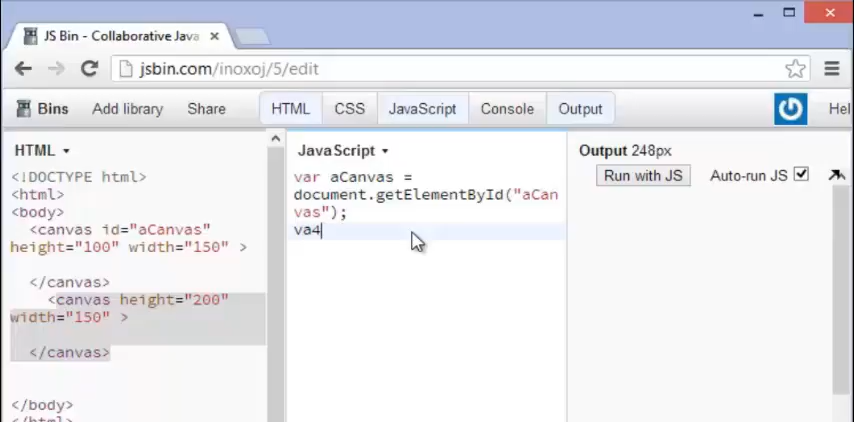 JS Bin - Collaborative Java
jsbin.com/inoxoj/5/edit
Bins Add library Share HTML CSS JavaScript Console Output Hel
HTML
<!DOCTYPE html>
<html>
<body>
<canvas id="aCanvas"
height="100" width="150" >
</canvas>
<canvas height="200"
width="150" >
</canvas>
</body>
</html>
JavaScript
var aCanvas =
document.getElementById("aCan
vas");
va4
Output 248px
Run with JS Auto-run JS